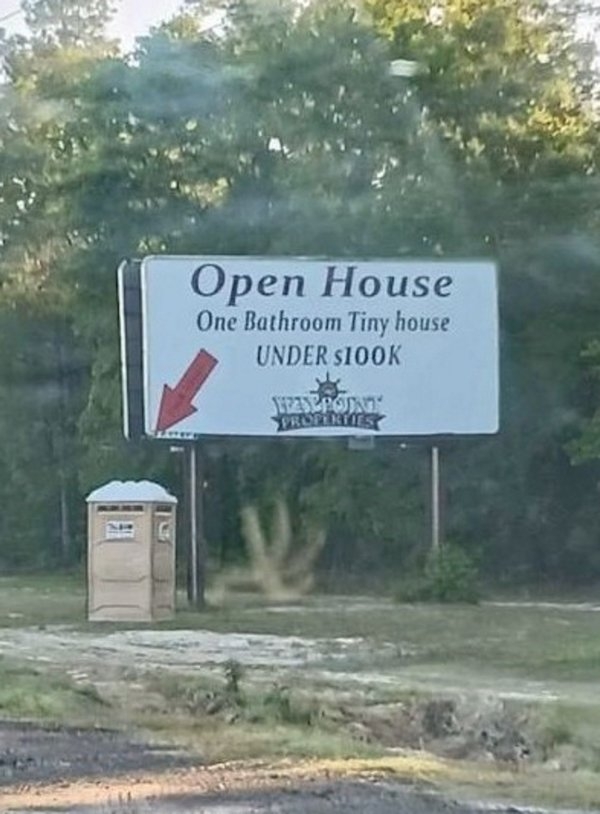 Open House
One Bathroom Tiny house
UNDER $100K
WAYPOINT
PROPERTIES